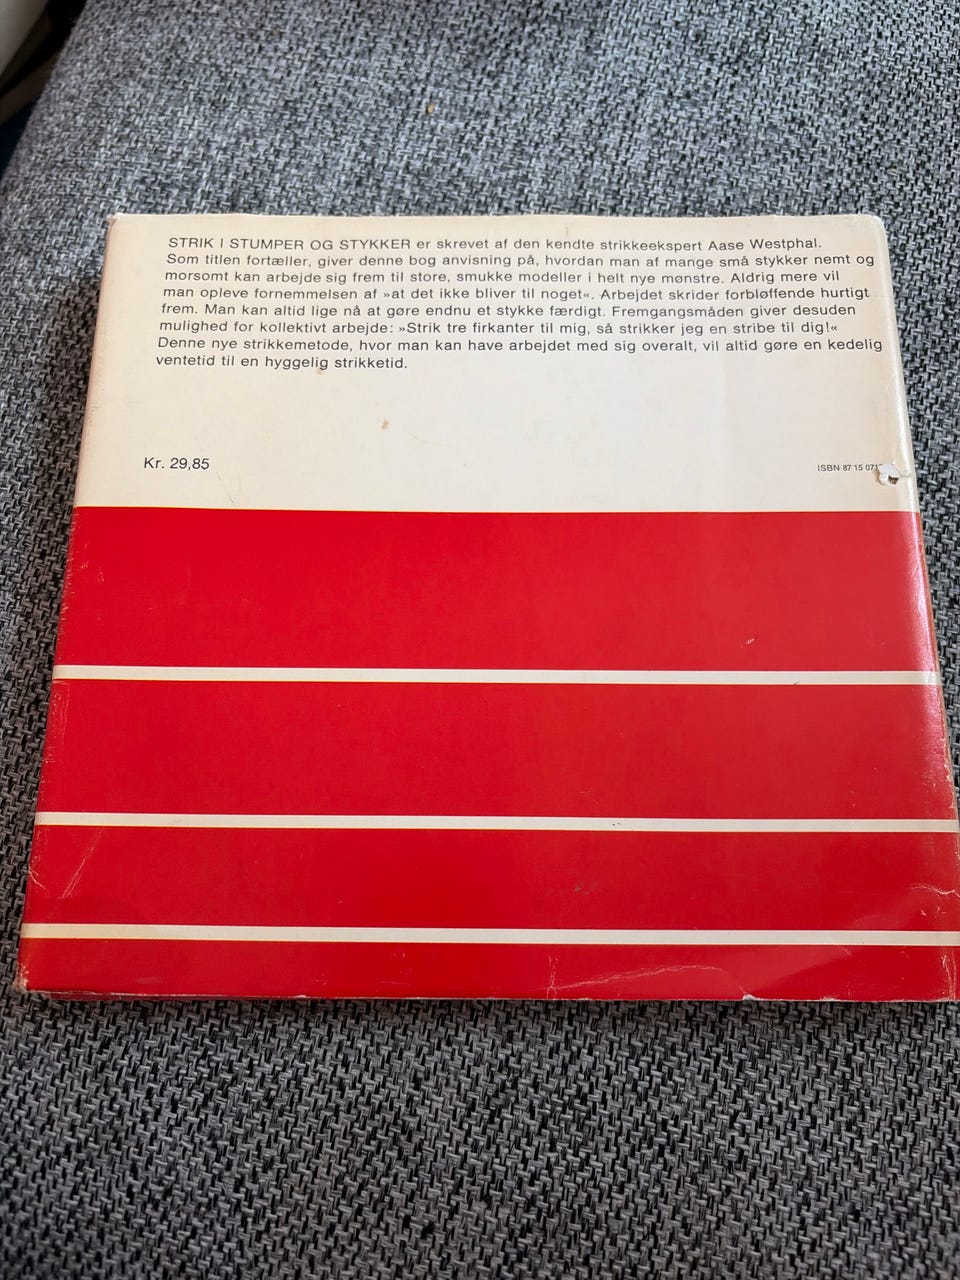 STRIK I STUMPER OG STYKKER er skrevet af den kendte strikkeekspert Aase Westphal.
Som titlen fortæller, giver denne bog anvisning på, hvordan man af mange små stykker nemt og
morsomt kan arbejde sig frem til store, smukke modeller i helt nye mønstre. Aldrig mere vil
man opleve fornemmelsen af »at det ikke bliver til noget«. Arbejdet skrider forbløffende hurtigt
frem. Man kan altid lige nå at gøre endnu et stykke færdigt. Fremgangsmåden giver desuden
mulighed for kollektivt arbejde: »Strik tre firkanter til mig, så strikker jeg en stribe til dig!«
Denne nye strikkemetode, hvor man kan have arbejdet med sig overalt, vil altid gøre en kedelig
ventetid til en hyggelig strikketid.
Kr. 29,85
ISBN 87 15